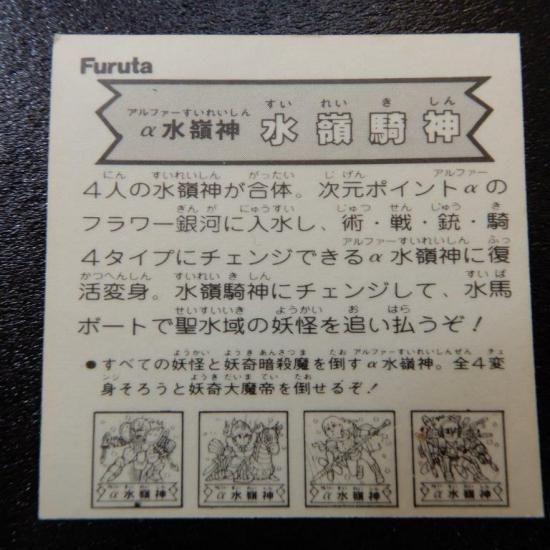 Furuta
アルファーすいれいしん すいれいきしん
α水嶺神 水嶺騎神
にん すいれいしん がったい じげん アルファー
4人の水嶺神が合体。次元ポイントαの
ぎんが にゅうすい じゅつ せん じゅう き
フラワー銀河に入水し、術・戦・銃・騎
アルファーすいれいしん ふっ
4タイプにチェンジできるα水嶺神に復
かつへんしん すいれいきしん すいば
活変身。水嶺騎神にチェンジして、水馬
せいすいいき ようかい お はら
ボートで聖水域の妖怪を追い払うぞ!
ようかい ようきあんさつま たお アルファーすいれいしん ぜん チェ
●すべての妖怪と妖奇暗殺魔を倒すα水嶺神。全4変
ンジ ようきだいまてい たお
身そろうと妖奇大魔帝を倒せるぞ!
α水嶺神 α水嶺神 α水嶺神 α水嶺神